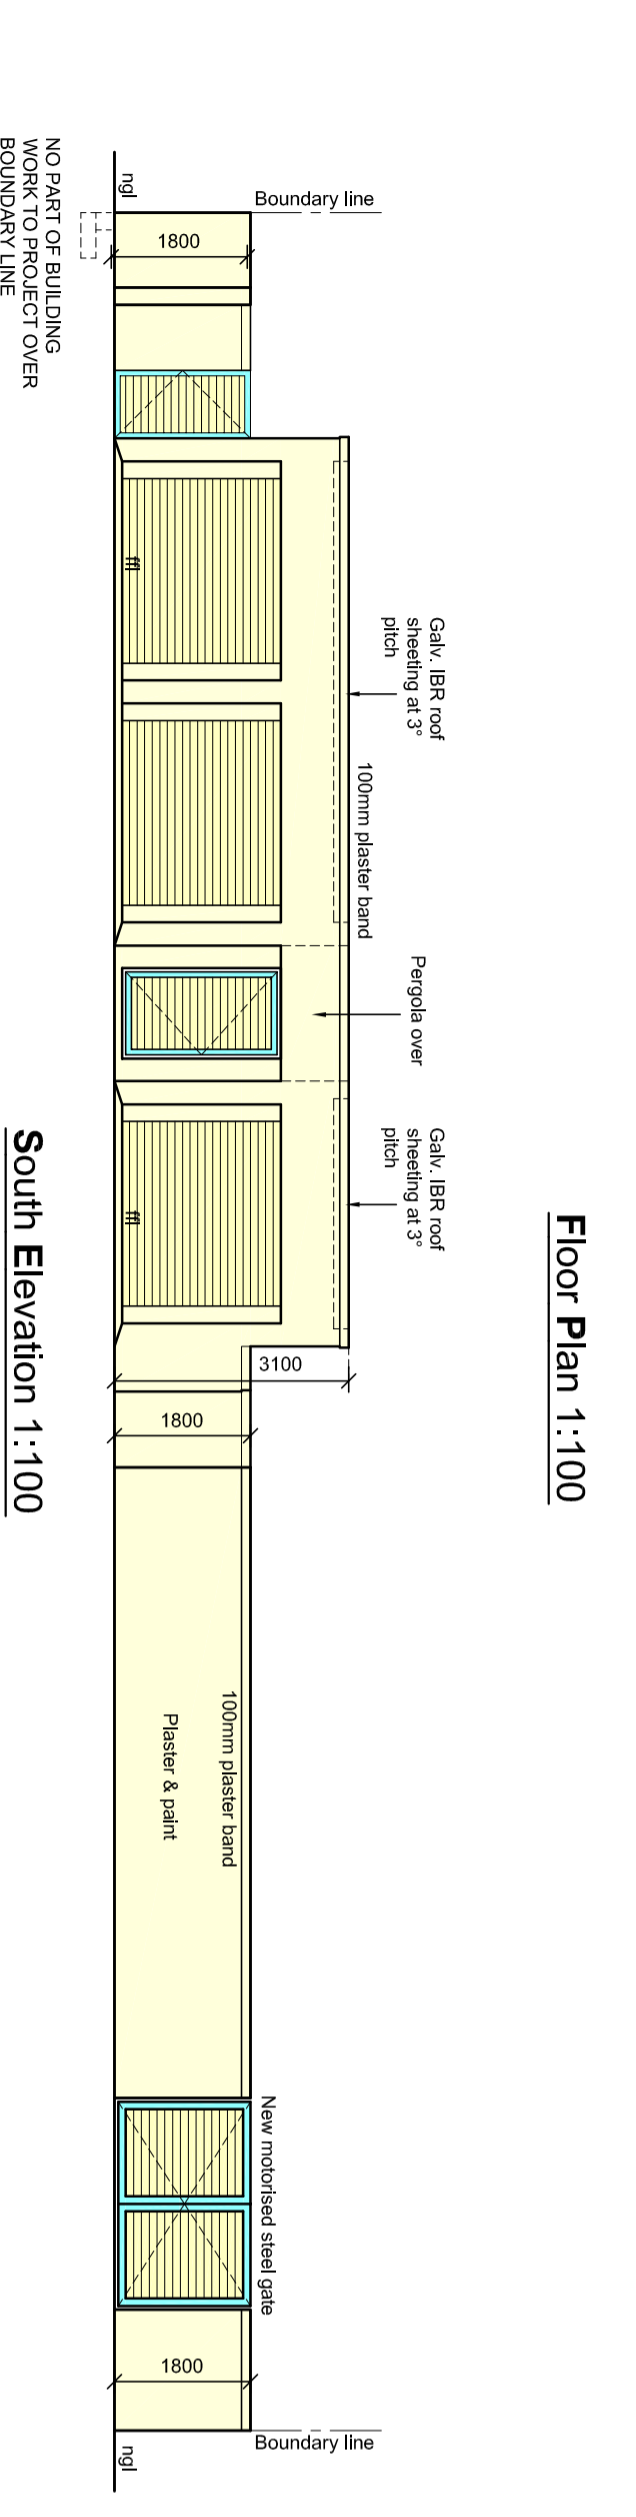 Floor Plan 1:100
Galv. IBR roof
sheeting at 3°
pitch
100mm plaster band
Pergola over
Galv. IBR roof
sheeting at 3°
pitch
Boundary line
1800
ngl
ffl
ffl
3100
1800
100mm plaster band
Plaster & paint
New motorised steel gate
1800
Boundary line
ngl
NO PART OF BUILDING
WORK TO PROJECT OVER
BOUNDARY LINE
South Elevation 1:100